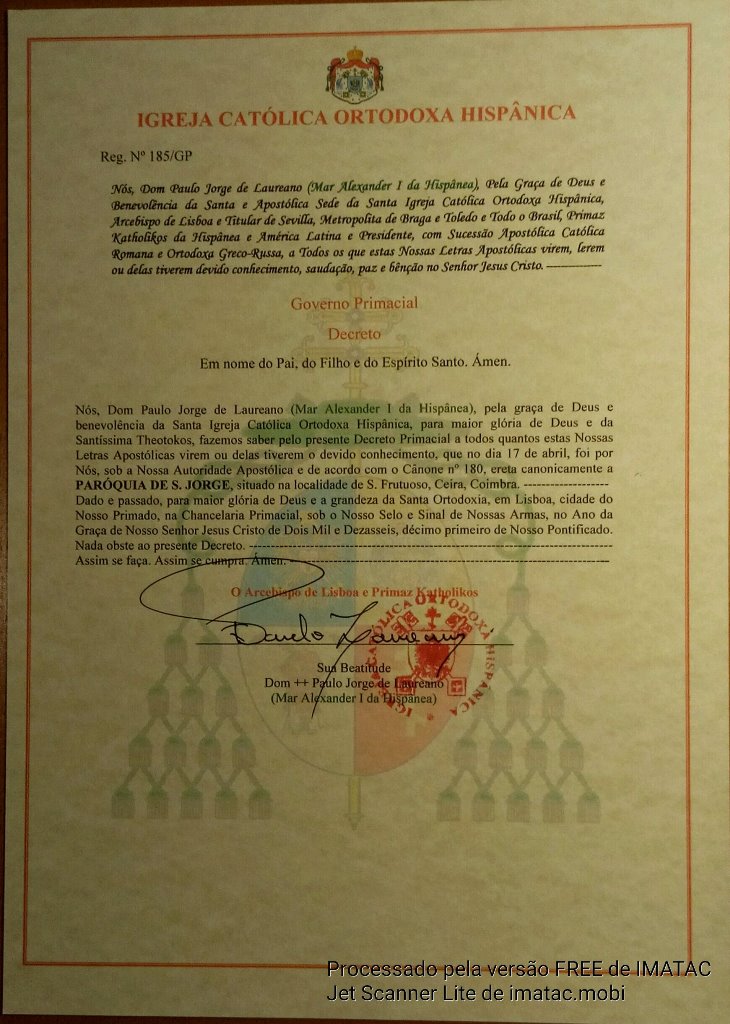 IGREJA CATÓLICA ORTODOXA HISPÂNICA
Reg. Nº 185/GP
Nós, Dom Paulo Jorge de Laureano (Mar Alexander I da Hispânea), Pela Graça de Deus e
Benevolência da Santa e Apostólica Sede da Santa Igreja Católica Ortodoxa Hispânica,
Arcebispo de Lisboa e Titular de Sevilla, Metropolita de Braga e Toledo e Todo o Brasil, Primaz
Katholikos da Hispânea e América Latina e Presidente, com Sucessão Apostólica Católica
Romana e Ortodoxa Greco-Russa, a Todos os que estas Nossas Letras Apostólicas virem, lerem
ou delas tiverem devido conhecimento, saudação, paz e bênção no Senhor Jesus Cristo. --------------
Governo Primacial
Decreto
Em nome do Pai, do Filho e do Espírito Santo. Ámen.
Nós, Dom Paulo Jorge de Laureano (Mar Alexander I da Hispânea), pela graça de Deus e
benevolência da Santa Igreja Católica Ortodoxa Hispânica, para maior glória de Deus e da
Santíssima Theotokos, fazemos saber pelo presente Decreto Primacial a todos quantos estas Nossas
Letras Apostólicas virem ou delas tiverem o devido conhecimento, que no dia 17 de abril, foi por
Nós, sob a Nossa Autoridade Apostólica e de acordo com o Cânone nº 180, ereta canonicamente a
PARÓQUIA DE S. JORGE, situado na localidade de S. Frutuoso, Ceira, Coimbra. -------------------
Dado e passado, para maior glória de Deus e a grandeza da Santa Ortodoxia, em Lisboa, cidade do
Nosso Primado, na Chancelaria Primacial, sob o Nosso Selo e Sinal de Nossas Armas, no Ano da
Graça de Nosso Senhor Jesus Cristo de Dois Mil e Dezasseis, décimo primeiro de Nosso Pontificado.
Nada obste ao presente Decreto. --------------------------------------------------------------------------------
Assim se faça. Assim se cumpra. Ámen. ----------------------------------------------------------------------
O Arcebispo de Lisboa e Primaz Katholikos
Paulo Laureano
IGREJA CATÓLICA ORTODOXA HISPÂNICA
Sua Beatitude
Dom ++ Paulo Jorge de Laureano
(Mar Alexander I da Hispânea)
Processado pela versão FREE de IMATAC
Jet Scanner Lite de imatac.mobi